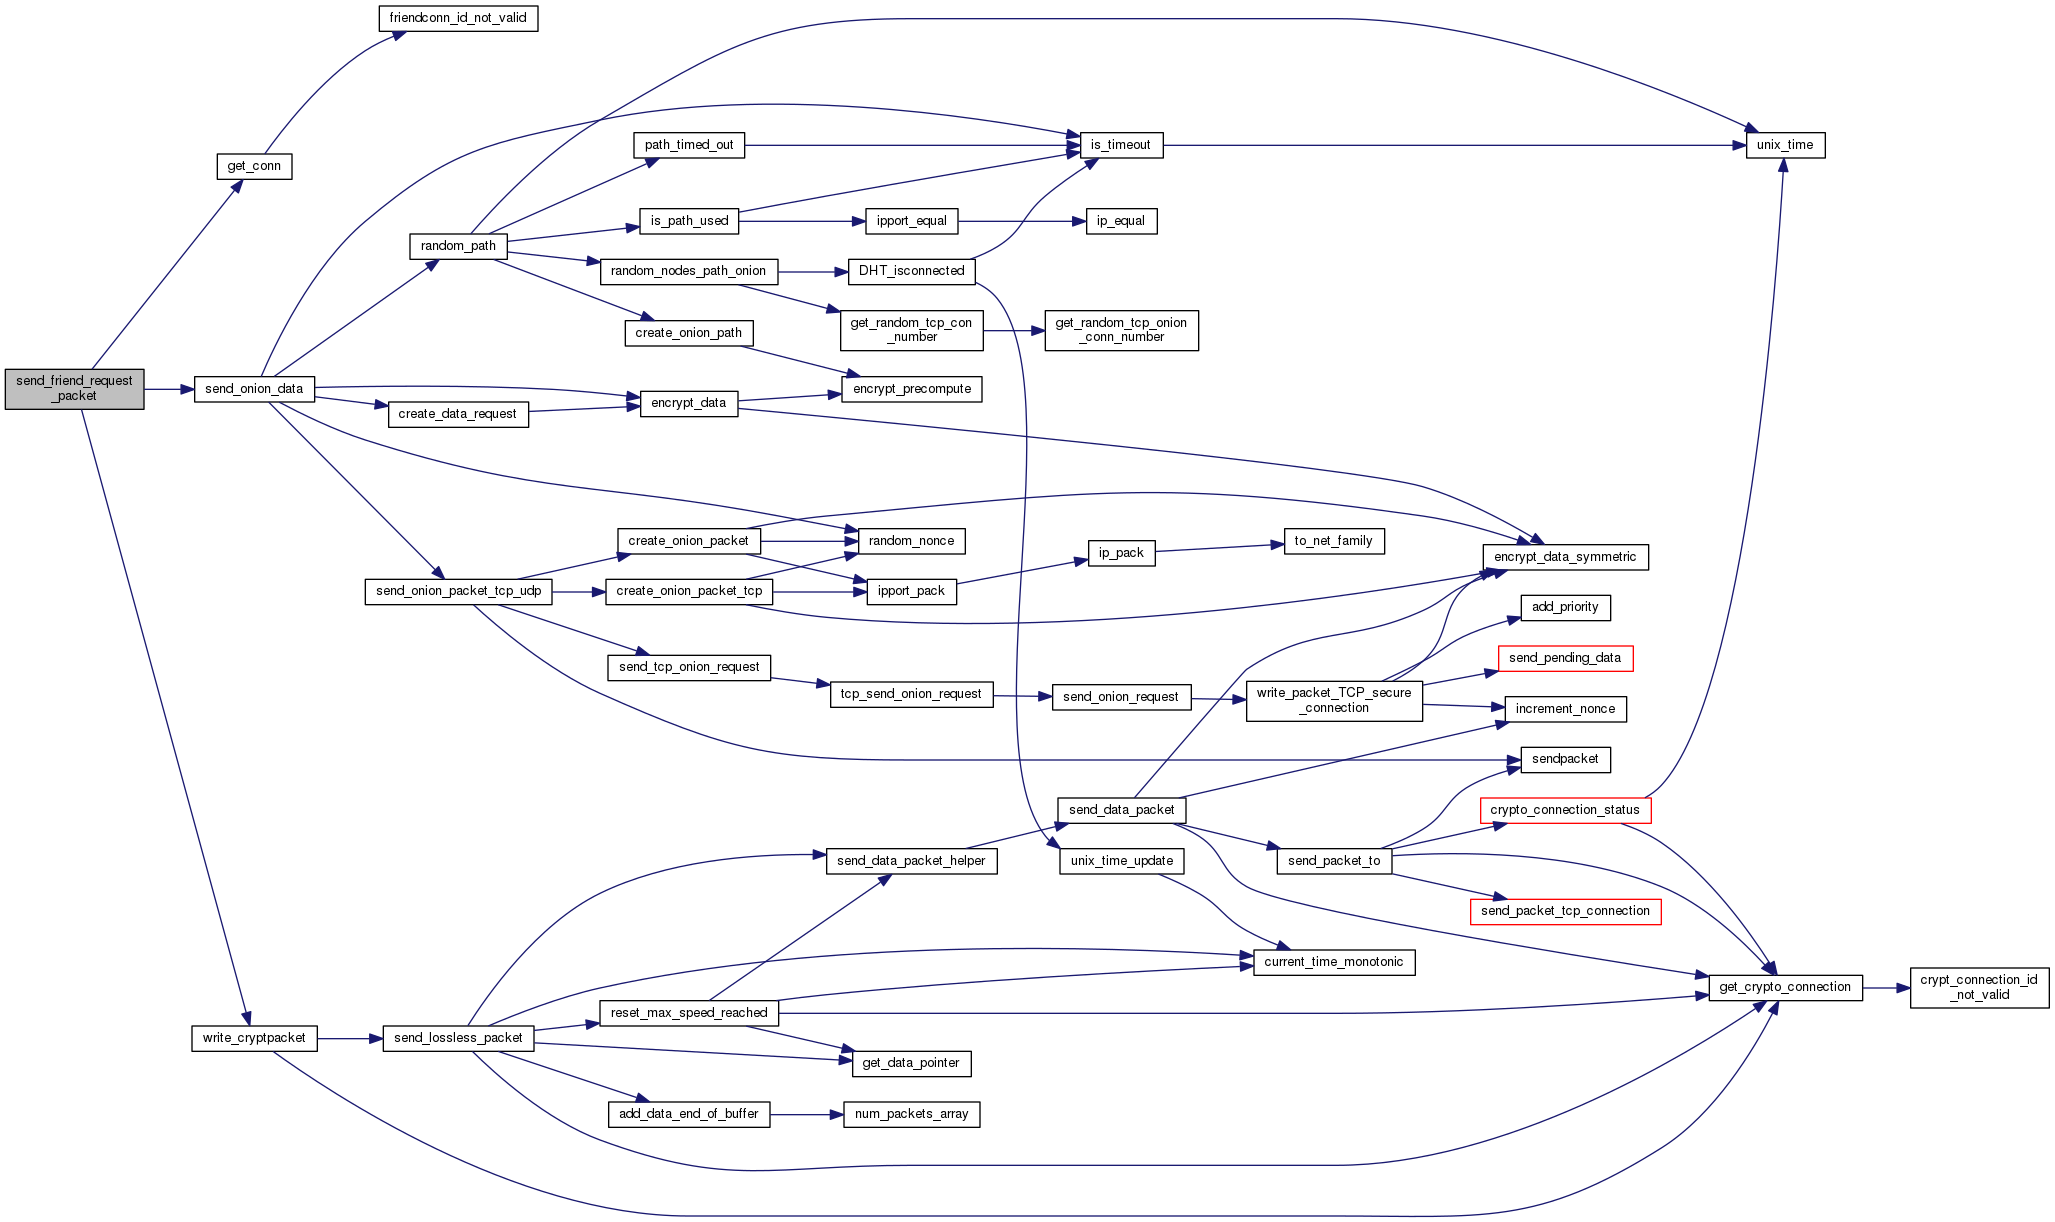 friendconn_id_not_valid
get_conn
path_timed_out
is_timeout
unix_time
is_path_used
ipport_equal
ip_equal
random_path
random_nodes_path_onion
DHT_isconnected
get_random_tcp_con
_number
get_random_tcp_onion
_conn_number
create_onion_path
send_friend_request
_packet
send_onion_data
encrypt_precompute
create_data_request
encrypt_data
create_onion_packet
random_nonce
ip_pack
to_net_family
encrypt_data_symmetric
send_onion_packet_tcp_udp
create_onion_packet_tcp
ipport_pack
add_priority
send_tcp_onion_request
send_pending_data
tcp_send_onion_request
send_onion_request
write_packet_TCP_secure
_connection
increment_nonce
sendpacket
send_data_packet
crypto_connection_status
send_data_packet_helper
unix_time_update
send_packet_to
send_packet_tcp_connection
current_time_monotonic
get_crypto_connection
crypt_connection_id
_not_valid
reset_max_speed_reached
write_cryptpacket
send_lossless_packet
get_data_pointer
add_data_end_of_buffer
num_packets_array